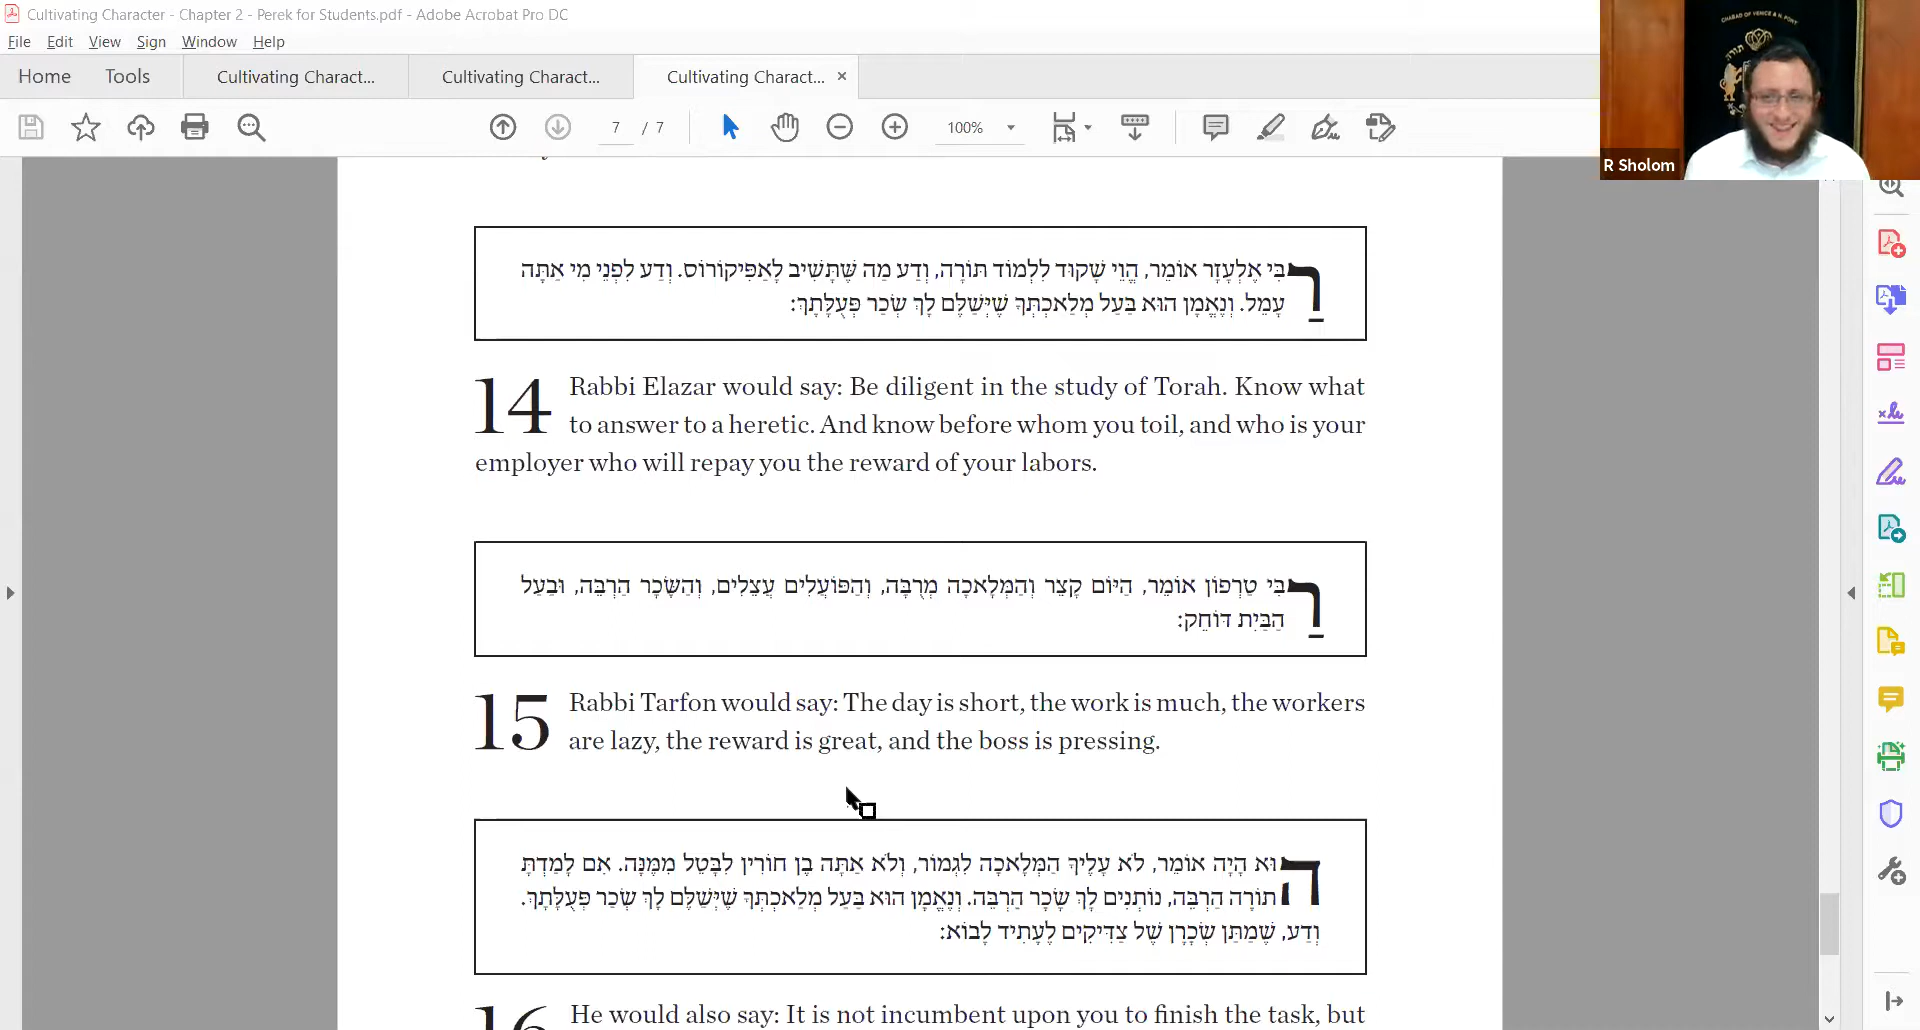 Cultivating Character - Chapter 2 - Perek for Students.pdf - Adobe Acrobat Pro DC
File Edit View Sign Window Help
Home Tools Cultivating Charact... Cultivating Charact... Cultivating Charact... ×
7 / 7 100%
CHABAD OF VENICE & N. PORT
R Sholom
רַבִּי אֶלְעָזָר אוֹמֵר, הֱוֵי שָׁקוּד לִלְמוֹד תּוֹרָה, וְדַע מַה שֶּׁתָּשִׁיב לָאַפִּיקוֹרוֹס. וְדַע לִפְנֵי מִי אַתָּה
עָמֵל. וְנֶאֱמָן הוּא בַּעַל מְלַאכְתְּךָ שֶׁיְּשַׁלֵּם לָךְ שְׂכַר פְּעֻלָּתָךְ:
14 Rabbi Elazar would say: Be diligent in the study of Torah. Know what
to answer to a heretic. And know before whom you toil, and who is your
employer who will repay you the reward of your labors.
רַבִּי טַרְפוֹן אוֹמֵר, הַיּוֹם קָצֵר וְהַמְּלָאכָה מְרֻבָּה, וְהַפּוֹעֲלִים עֲצֵלִים, וְהַשָּׂכָר הַרְבֵּה, וּבַעַל
הַבַּיִת דּוֹחֵק:
15 Rabbi Tarfon would say: The day is short, the work is much, the workers
are lazy, the reward is great, and the boss is pressing.
הוּא הָיָה אוֹמֵר, לֹא עָלֶיךָ הַמְּלָאכָה לִגְמוֹר, וְלֹא אַתָּה בֶן חוֹרִין לִבָּטֵל מִמֶּנָּה. אִם לָמַדְתָּ
תוֹרָה הַרְבֵּה, נוֹתְנִים לָךְ שָׂכָר הַרְבֵּה. וְנֶאֱמָן הוּא בַּעַל מְלַאכְתְּךָ שֶׁיְּשַׁלֵּם לָךְ שְׂכַר פְּעֻלָּתָךְ.
וְדַע, שֶׁמַּתַּן שְׂכָרָן שֶׁל צַדִּיקִים לֶעָתִיד לָבוֹא:
16 He would also say: It is not incumbent upon you to finish the task, but